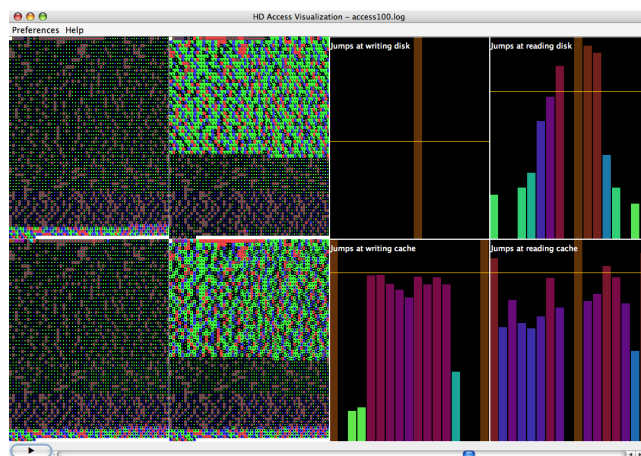 HD Access Visualization - access100.log
Preferences Help
Jumps at writing disk
Jumps at reading disk
Jumps at writing cache
Jumps at reading cache